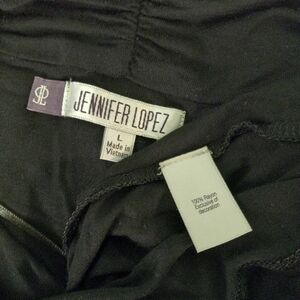 JENNIFER LOPEZ
L
Made in
Vietnam
100% Rayon
Exclusive of
decoration